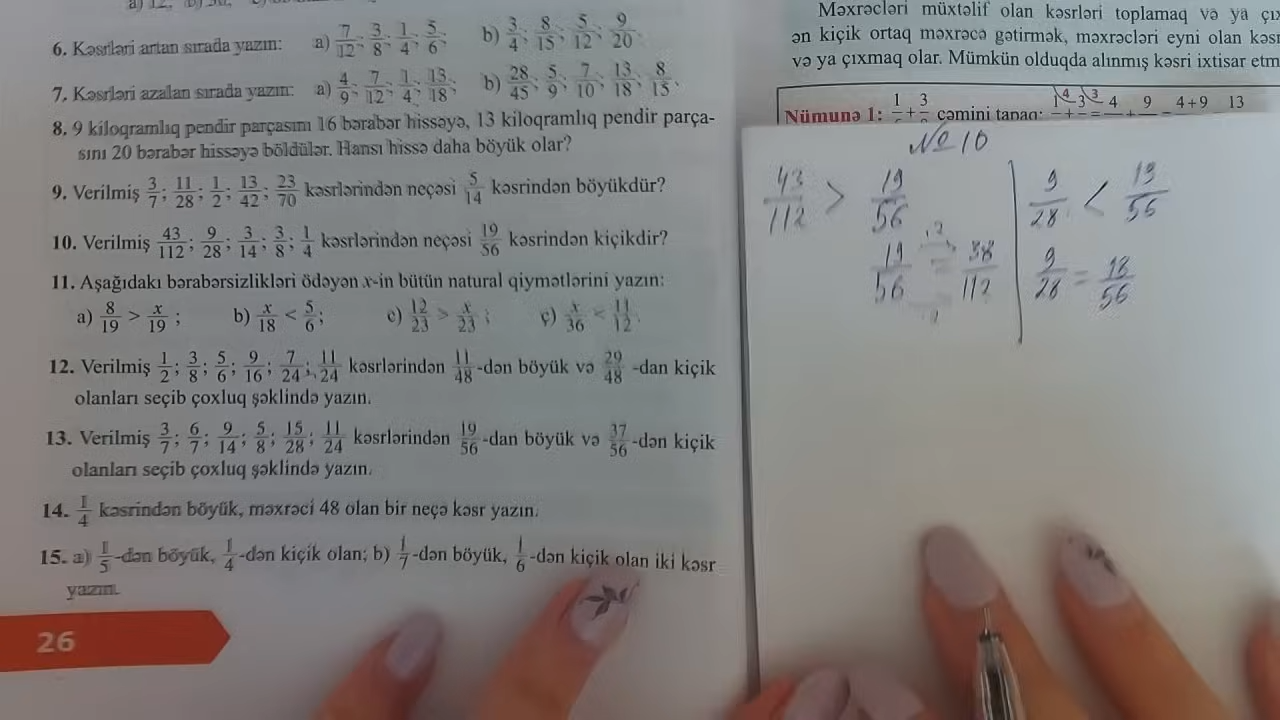 6. Kəsrləri artan sırada yazın: a) 7/12; 3/8; 1/4; 5/6; b) 3/4; 8/15; 5/12; 9/20.
7. Kəsrləri azalan sırada yazın: a) 4/9; 7/12; 1/4; 13/18; b) 28/45; 5/9; 7/10; 13/18; 8/15.
8. 9 kiloqramlıq pendir parçasını 16 bərabər hissəyə, 13 kiloqramlıq pendir parça-
sını 20 bərabər hissəyə böldülər. Hansı hissə daha böyük olar?
9. Verilmiş 3/7; 11/28; 1/2; 13/42; 23/70 kəsrlərindən neçəsi 5/14 kəsrindən böyükdür?
10. Verilmiş 43/112; 9/28; 3/14; 3/8; 1/4 kəsrlərindən neçəsi 19/56 kəsrindən kiçikdir?
11. Aşağıdakı bərabərsizlikləri ödəyən x-in bütün natural qiymətlərini yazın:
a) 8/19 > x/19; b) x/18 < 5/6; c) 12/23 > x/23; ç) x/36 < 11/12.
12. Verilmiş 1/2; 3/8; 5/6; 9/16; 7/24; 11/24 kəsrlərindən 11/48 -dən böyük və 29/48 -dan kiçik
olanları seçib çoxluq şəklində yazın.
13. Verilmiş 3/7; 6/7; 9/14; 5/8; 15/28; 11/24 kəsrlərindən 19/56 -dan böyük və 37/56 -dən kiçik
olanları seçib çoxluq şəklində yazın.
14. 1/4 kəsrindən böyük, məxrəci 48 olan bir neçə kəsr yazın.
15. a) 1/5 -dən böyük, 1/4 -dən kiçik olan; b) 1/7 -dən böyük, 1/6 -dən kiçik olan iki kəsr
yazın.
26
Məxrəcləri müxtəlif olan kəsrləri toplamaq və ya
ən kiçik ortaq məxrəcə gətirmək, məxrəcləri eyni olan
və ya çıxmaq olar. Mümkün olduqda alınmış kəsri ixtisar
Nümunə 1: cəmini tapaq:
№ 10
43/112 > 19/56
19/56 = 38/112
9/28 < 19/56
9/28 = 18/56